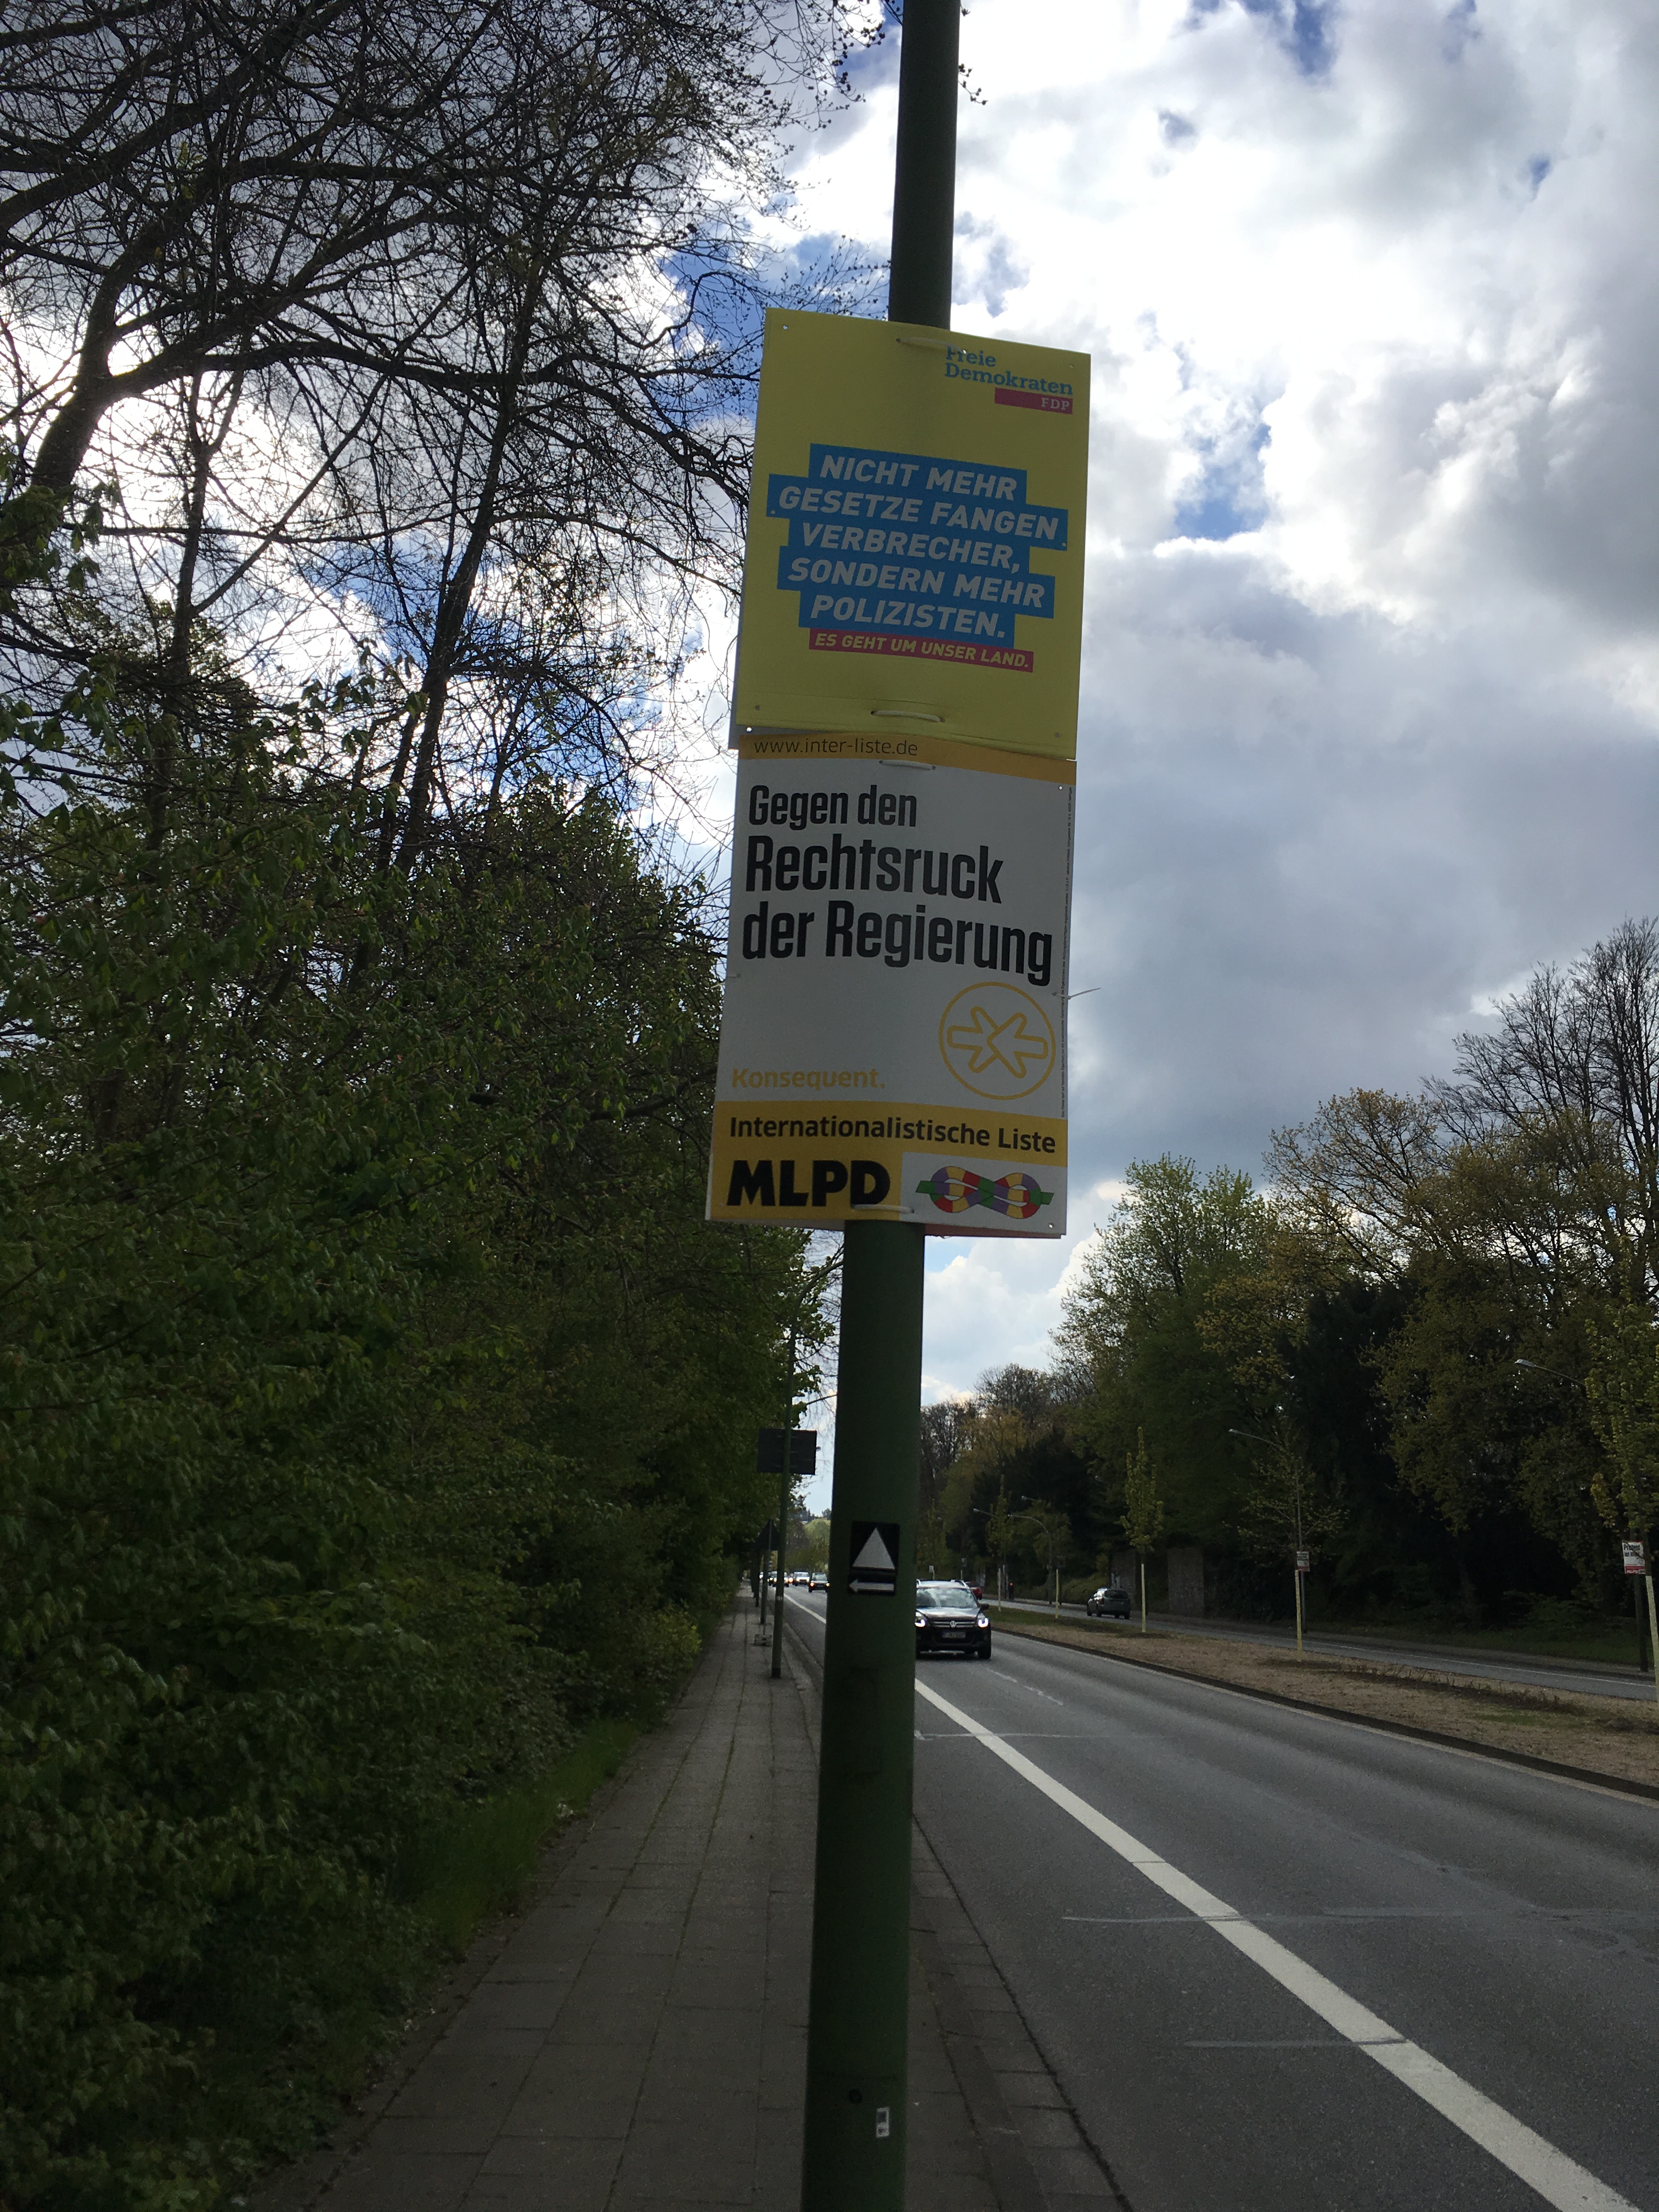 Freie
Demokraten
FDP
NICHT MEHR
GESETZE FANGEN
VERBRECHER,
SONDERN MEHR
POLIZISTEN.
ES GEHT UM UNSER LAND.
www.inter-liste.de
Gegen den
Rechtsruck
der Regierung
Konsequent.
Internationalistische Liste
MLPD